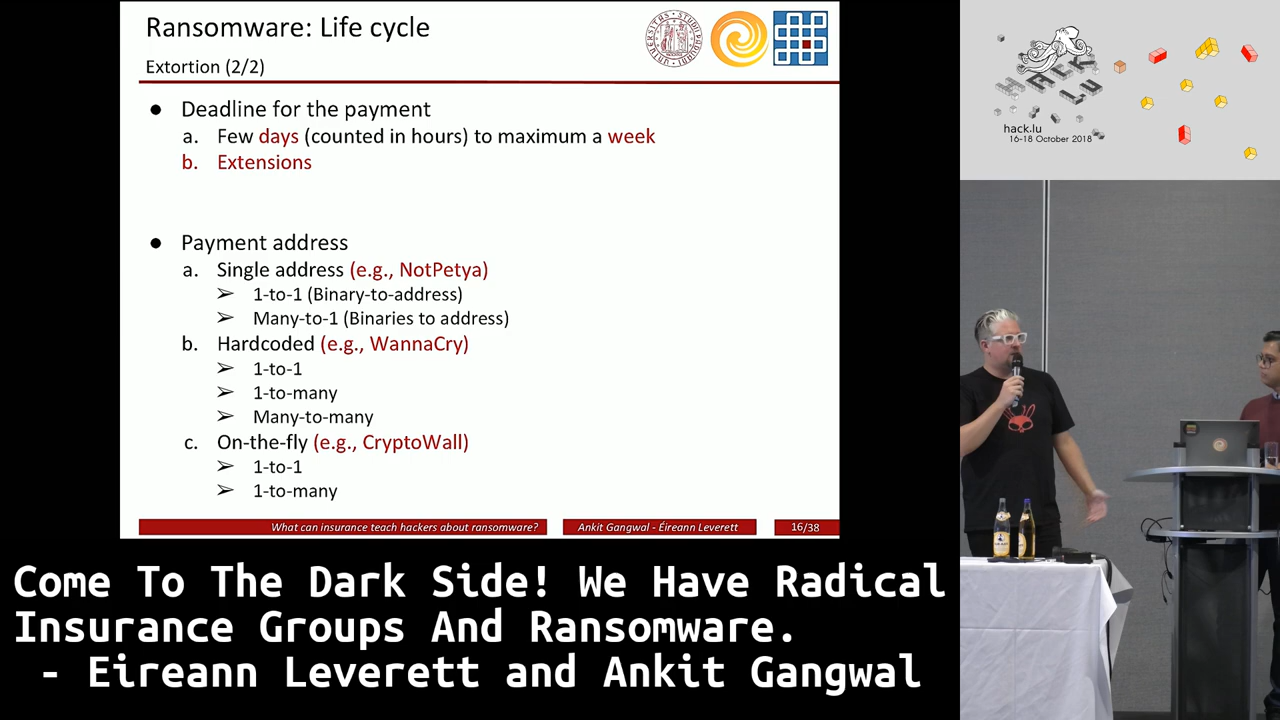 Ransomware: Life cycle
Extortion (2/2)
● Deadline for the payment
a. Few days (counted in hours) to maximum a week
b. Extensions
● Payment address
a. Single address (e.g., NotPetya)
➢ 1-to-1 (Binary-to-address)
➢ Many-to-1 (Binaries to address)
b. Hardcoded (e.g., WannaCry)
➢ 1-to-1
➢ 1-to-many
➢ Many-to-many
c. On-the-fly (e.g., CryptoWall)
➢ 1-to-1
➢ 1-to-many
What can insurance teach hackers about ransomware?
Ankit Gangwal - Éireann Leverett
16/38
HACK
LU
hack.lu
16-18 October 2018
Come To The Dark Side! We Have Radical
Insurance Groups And Ransomware.
- Eireann Leverett and Ankit Gangwal